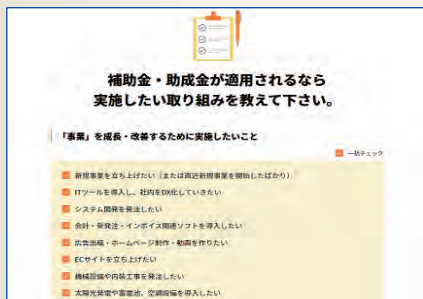 補助金・助成金が適用されるなら
実施したい取り組みを教えて下さい。
「事業」を成長・改善するために実施したいこと
一括チェック
新規事業を立ち上げたい(または直近新規事業を開始したばかり)
ITツールを導入し、社内をDX化していきたい
システム開発を発注したい
会計・受発注・インボイス関連ソフトを導入したい
広告出稿・ホームページ制作・動画を作りたい
ECサイトを立ち上げたい
機械設備や内装工事を発注したい
太陽光発電や蓄電池、空調設備を導入したい